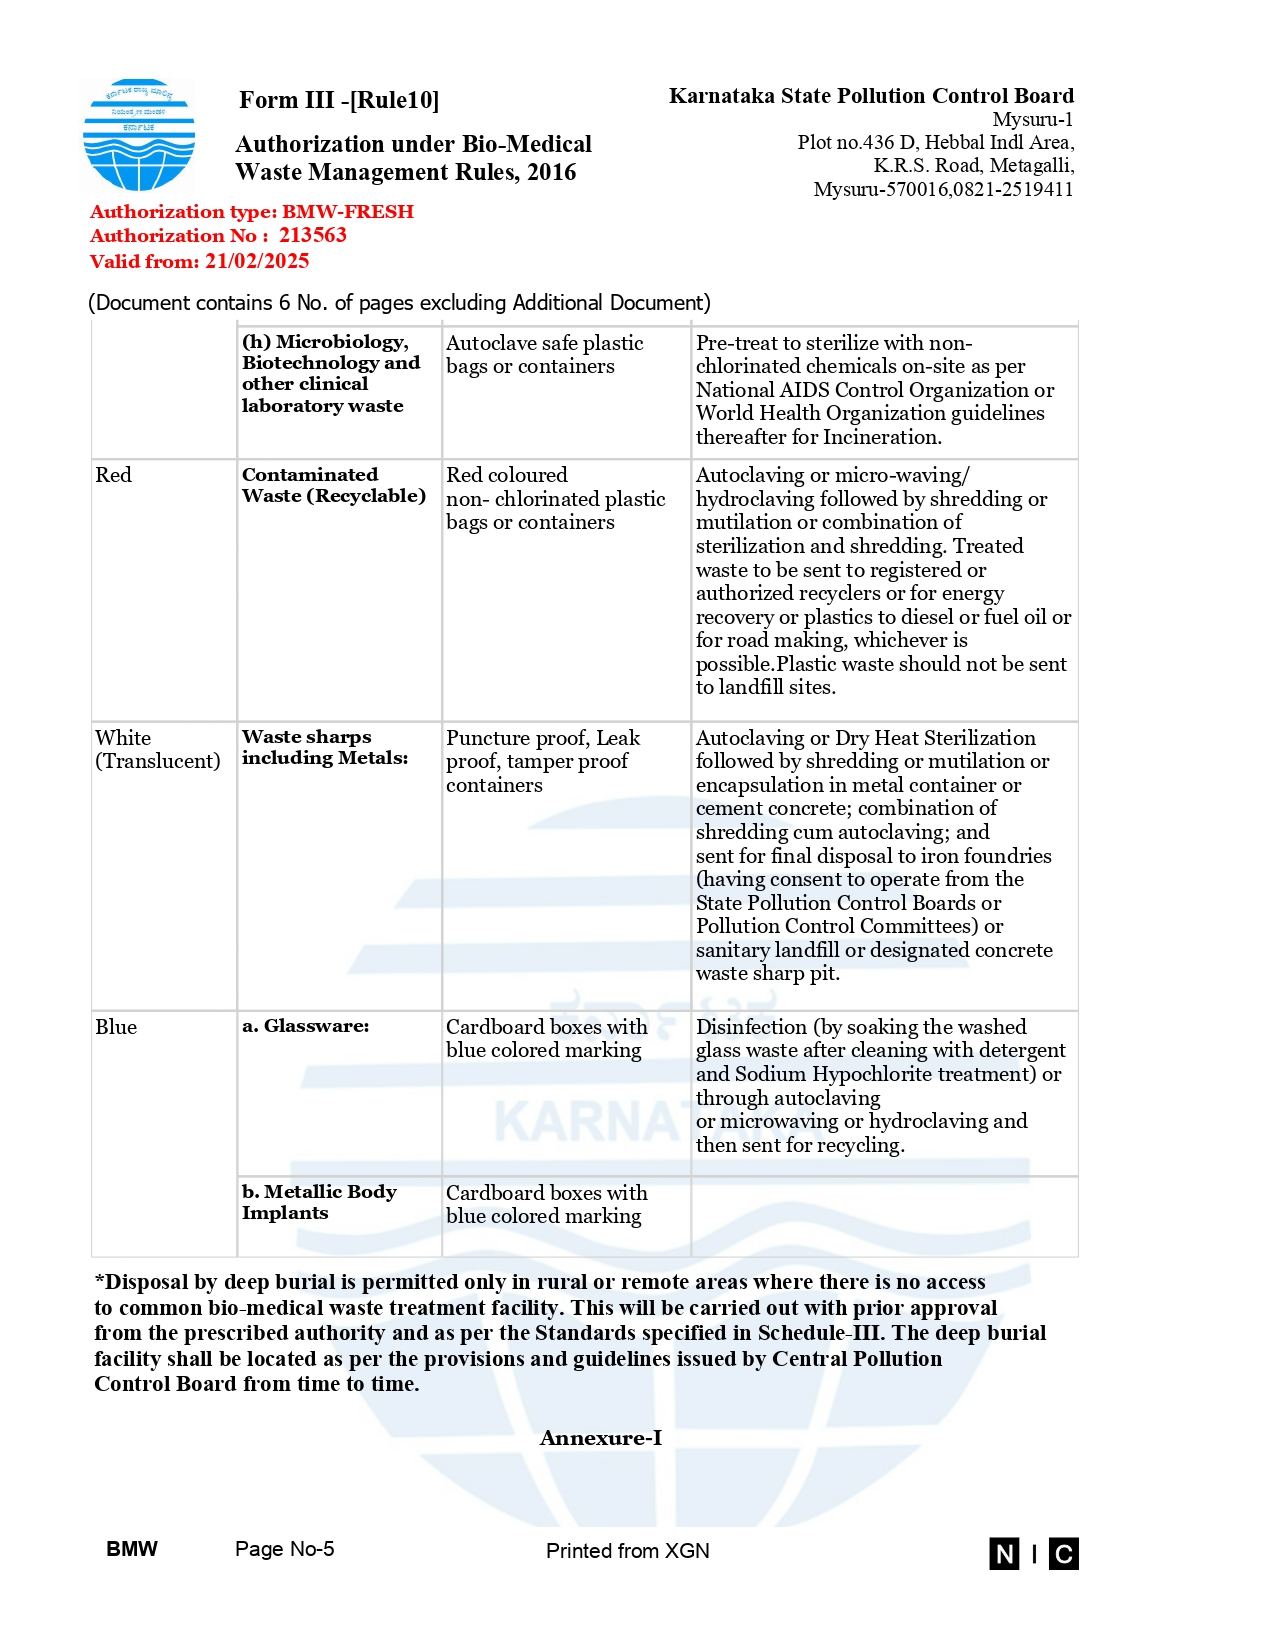 ಕರ್ನಾಟಕ ರಾಜ್ಯ ಮಾಲಿನ್ಯ
ನಿಯಂತ್ರಣ ಮಂಡಳಿ
ಕರ್ನಾಟಕ
Form III -[Rule10]
Authorization under Bio-Medical
Waste Management Rules, 2016
Karnataka State Pollution Control Board
Mysuru-1
Plot no.436 D, Hebbal Indl Area,
K.R.S. Road, Metagalli,
Mysuru-570016,0821-2519411
Authorization type: BMW-FRESH
Authorization No : 213563
Valid from: 21/02/2025
(Document contains 6 No. of pages excluding Additional Document)
(h) Microbiology,
Biotechnology and
other clinical
laboratory waste
Autoclave safe plastic
bags or containers
Pre-treat to sterilize with non-
chlorinated chemicals on-site as per
National AIDS Control Organization or
World Health Organization guidelines
thereafter for Incineration.
Red
Contaminated
Waste (Recyclable)
Red coloured
non- chlorinated plastic
bags or containers
Autoclaving or micro-waving/
hydroclaving followed by shredding or
mutilation or combination of
sterilization and shredding. Treated
waste to be sent to registered or
authorized recyclers or for energy
recovery or plastics to diesel or fuel oil or
for road making, whichever is
possible.Plastic waste should not be sent
to landfill sites.
White
(Translucent)
Waste sharps
including Metals:
Puncture proof, Leak
proof, tamper proof
containers
Autoclaving or Dry Heat Sterilization
followed by shredding or mutilation or
encapsulation in metal container or
cement concrete; combination of
shredding cum autoclaving; and
sent for final disposal to iron foundries
(having consent to operate from the
State Pollution Control Boards or
Pollution Control Committees) or
sanitary landfill or designated concrete
waste sharp pit.
Blue
a. Glassware:
Cardboard boxes with
blue colored marking
Disinfection (by soaking the washed
glass waste after cleaning with detergent
and Sodium Hypochlorite treatment) or
through autoclaving
or microwaving or hydroclaving and
then sent for recycling.
b. Metallic Body
Implants
Cardboard boxes with
blue colored marking
ಕರ್ನಾಟಕ
KARNATAKA
*Disposal by deep burial is permitted only in rural or remote areas where there is no access
to common bio-medical waste treatment facility. This will be carried out with prior approval
from the prescribed authority and as per the Standards specified in Schedule-III. The deep burial
facility shall be located as per the provisions and guidelines issued by Central Pollution
Control Board from time to time.
Annexure-I
BMW
Page No-5
Printed from XGN
N I C